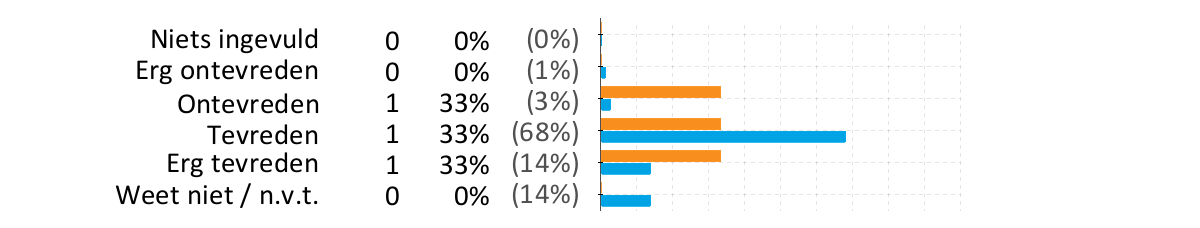 Niets ingevuld 0 0% (0%)
Erg ontevreden 0 0% (1%)
Ontevreden 1 33% (3%)
Tevreden 1 33% (68%)
Erg tevreden 1 33% (14%)
Weet niet / n.v.t. 0 0% (14%)